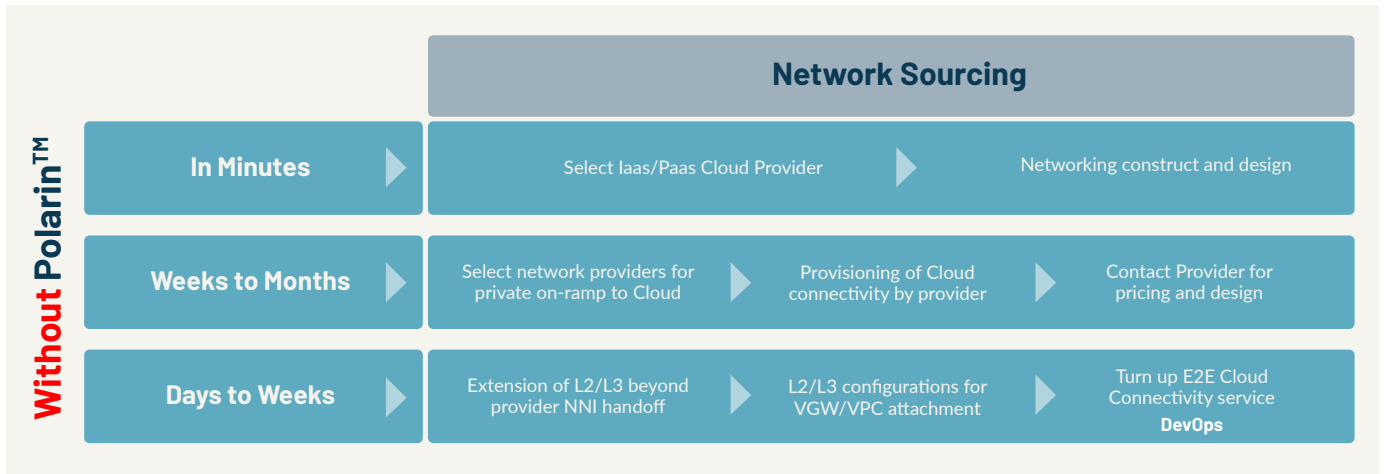 Without Polarin™
Network Sourcing
In Minutes
Select Iaas/Paas Cloud Provider
Networking construct and design
Weeks to Months
Select network providers for
private on-ramp to Cloud
Provisioning of Cloud
connectivity by provider
Contact Provider for
pricing and design
Days to Weeks
Extension of L2/L3 beyond
provider NNI handoff
L2/L3 configurations for
VGW/VPC attachment
Turn up E2E Cloud
Connectivity service
DevOps